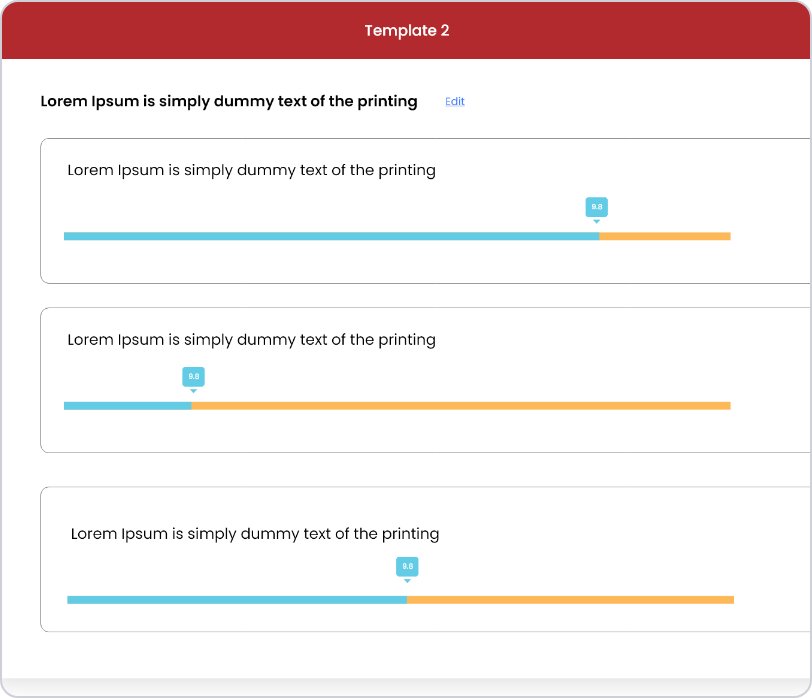 Template 2
Lorem Ipsum is simply dummy text of the printing Edit
Lorem Ipsum is simply dummy text of the printing
9.8
Lorem Ipsum is simply dummy text of the printing
9.8
Lorem Ipsum is simply dummy text of the printing
9.8